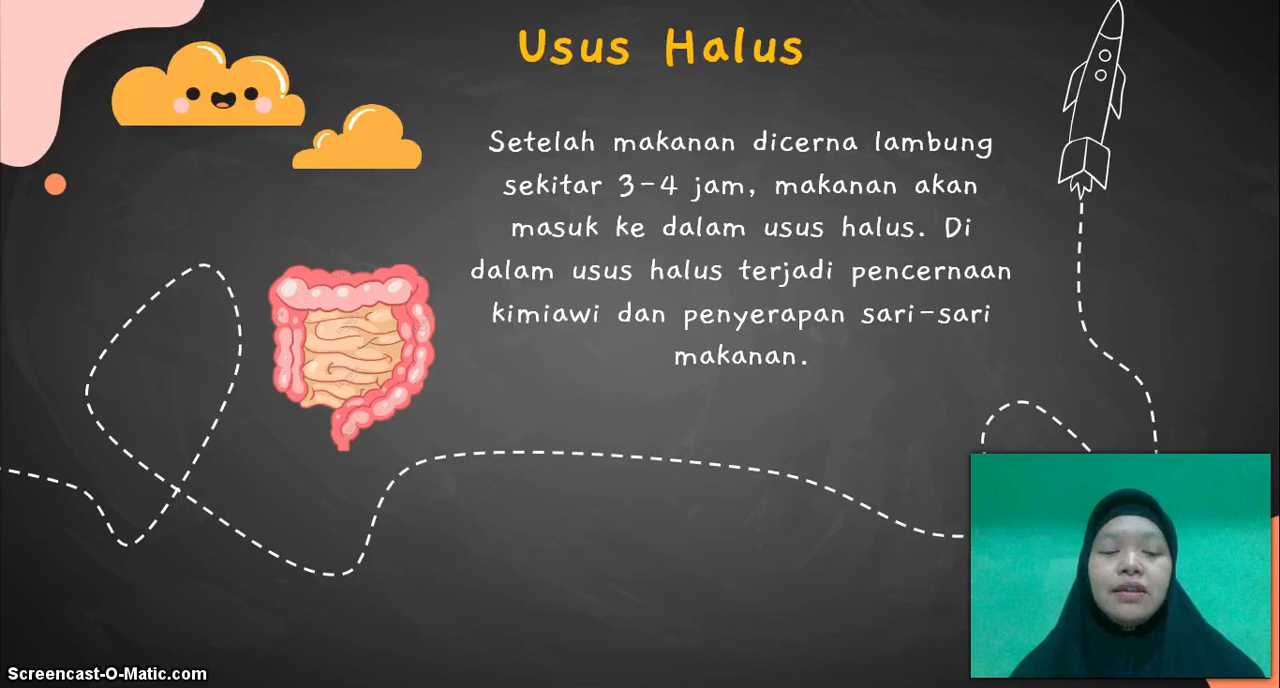 Usus Halus
Setelah makanan dicerna lambung
sekitar 3-4 jam, makanan akan
masuk ke dalam usus halus. Di
dalam usus halus terjadi pencernaan
kimiawi dan penyerapan sari-sari
makanan.
Screencast-O-Matic.com